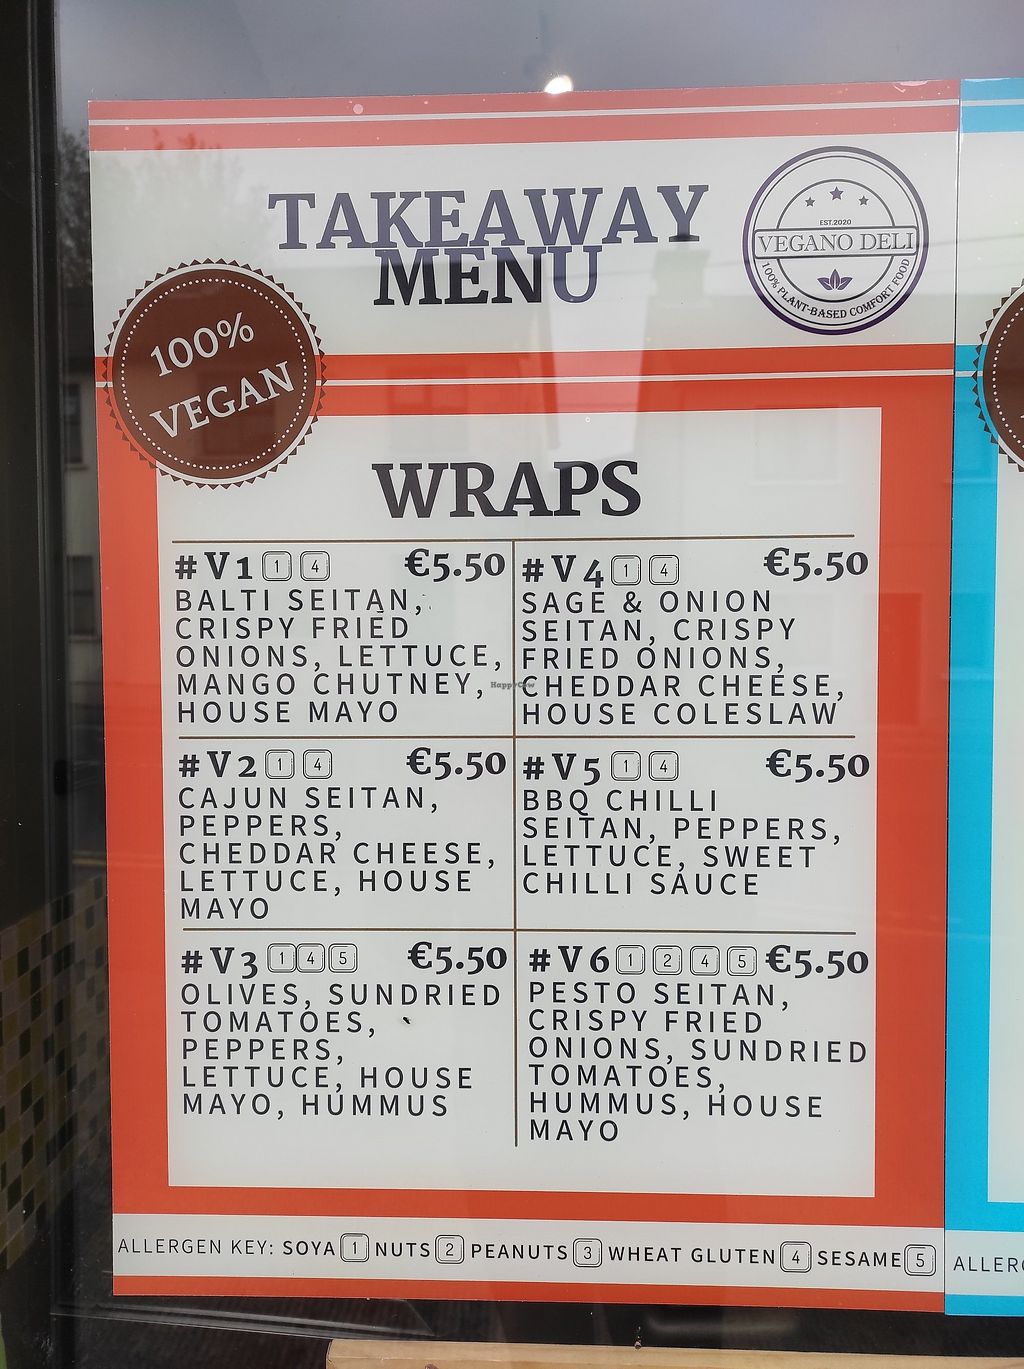 TAKEAWAY
MENU
EST.2020
VEGANO DELI
100% PLANT-BASED COMFORT FOOD
100%
VEGAN
WRAPS
#V1 1 4 €5.50
BALTI SEITAN,
CRISPY FRIED
ONIONS, LETTUCE,
MANGO CHUTNEY,
HOUSE MAYO
#V2 1 4 €5.50
CAJUN SEITAN,
PEPPERS,
CHEDDAR CHEESE,
LETTUCE, HOUSE
MAYO
#V3 1 4 5 €5.50
OLIVES, SUNDRIED
TOMATOES,
PEPPERS,
LETTUCE, HOUSE
MAYO, HUMMUS
#V4 1 4 €5.50
SAGE & ONION
SEITAN, CRISPY
FRIED ONIONS,
CHEDDAR CHEESE,
HOUSE COLESLAW
#V5 1 4 €5.50
BBQ CHILLI
SEITAN, PEPPERS,
LETTUCE, SWEET
CHILLI SAUCE
#V6 1 2 4 5 €5.50
PESTO SEITAN,
CRISPY FRIED
ONIONS, SUNDRIED
TOMATOES,
HUMMUS, HOUSE
MAYO
HappyCow
ALLERGEN KEY: SOYA 1 NUTS 2 PEANUTS 3 WHEAT GLUTEN 4 SESAME 5